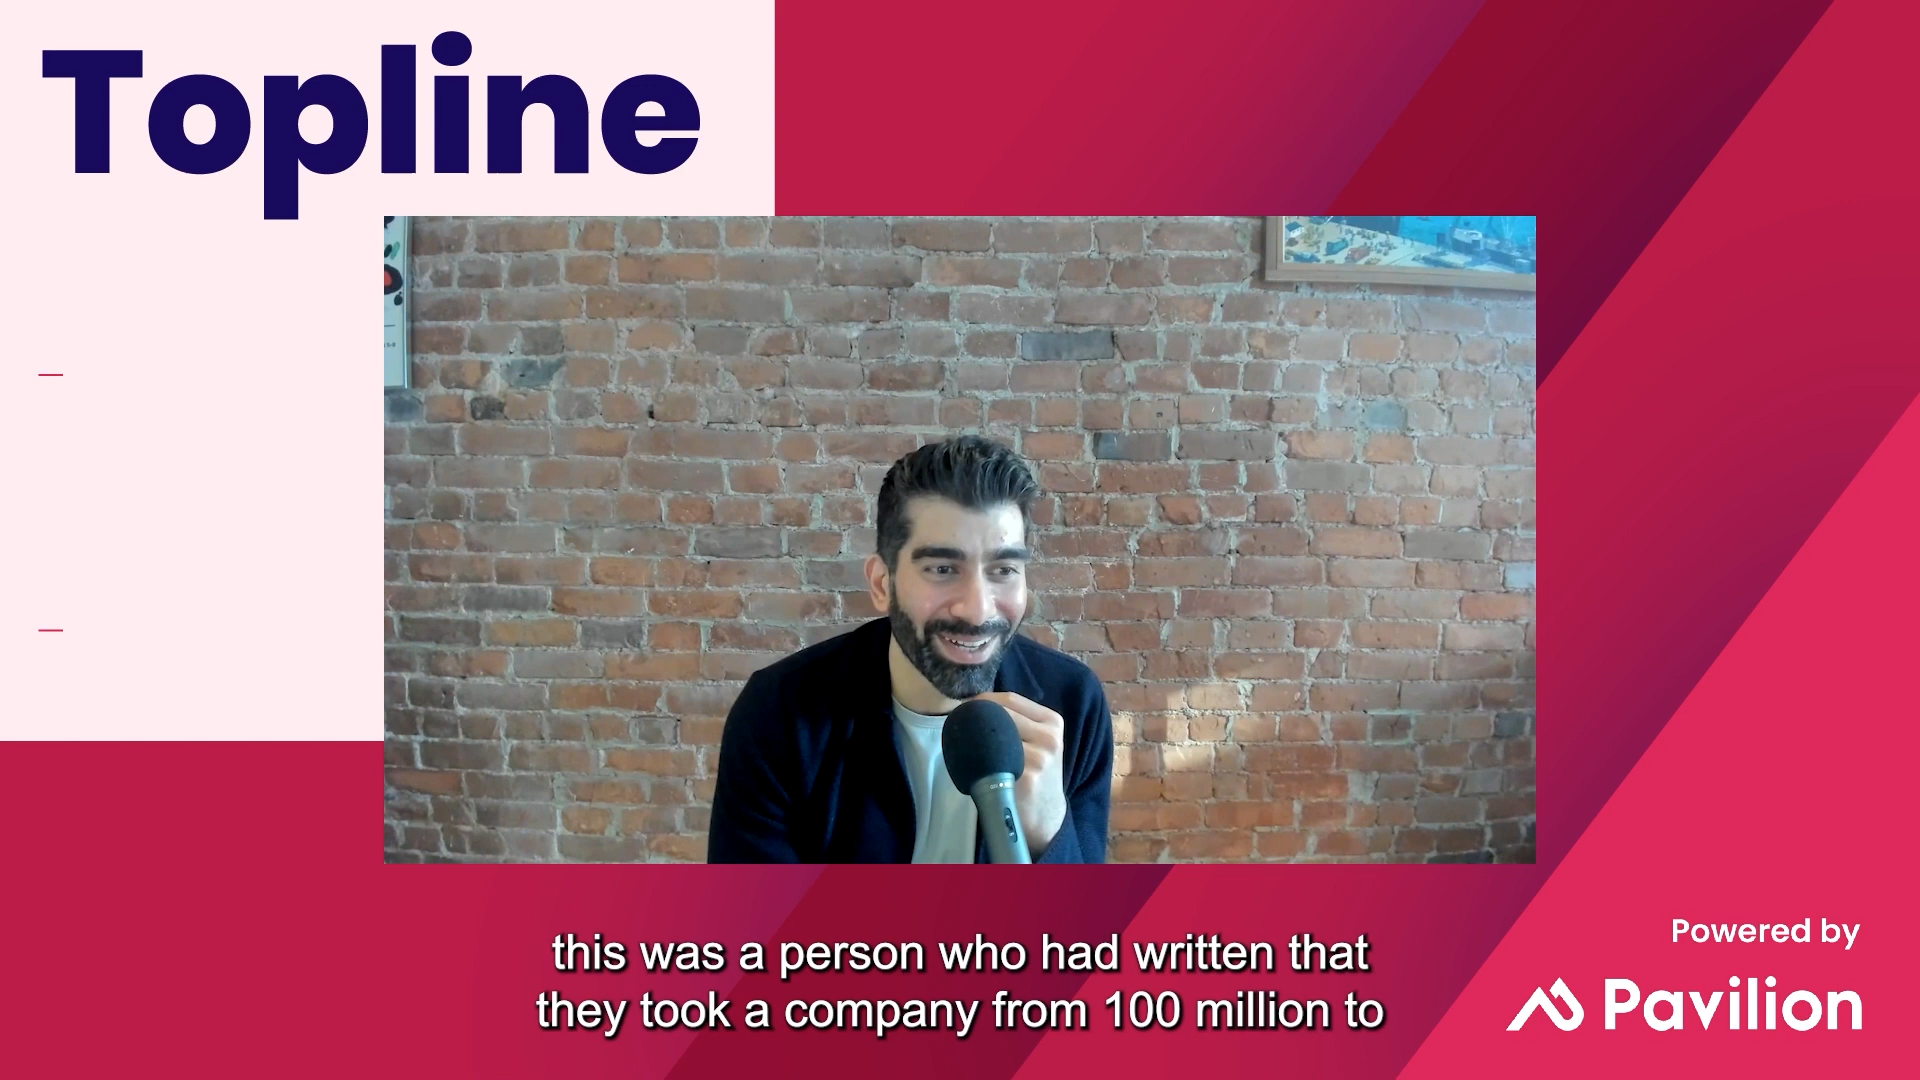 Topline
this was a person who had written that
they took a company from 100 million to
Powered by
Pavilion